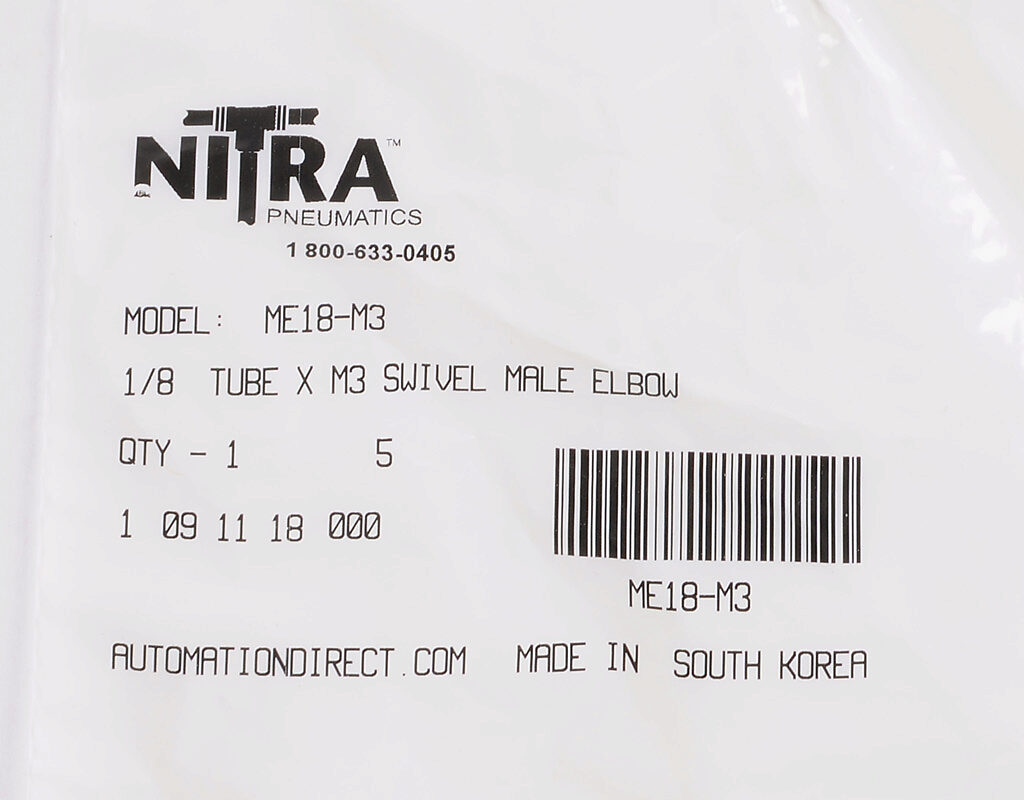 NITRA™
PNEUMATICS
1 800-633-0405
MODEL: ME18-M3
1/8 TUBE X M3 SWIVEL MALE ELBOW
QTY - 1 5
1 09 11 18 000
ME18-M3
AUTOMATIONDIRECT.COM MADE IN SOUTH KOREA